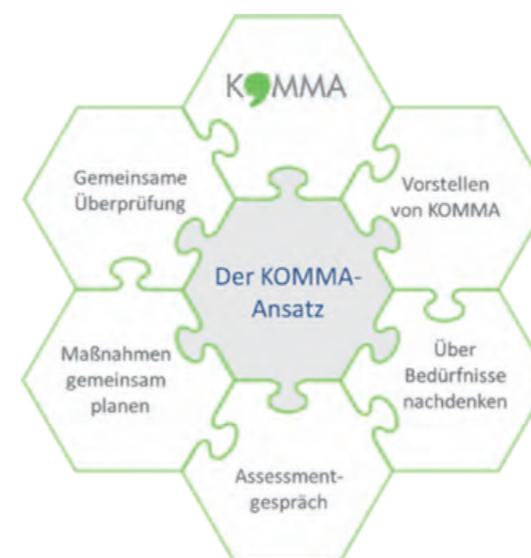 KOMMA
Vorstellen
von KOMMA
Über
Bedürfnisse
nachdenken
Assessment-
gespräch
Maßnahmen
gemeinsam
planen
Gemeinsame
Überprüfung
Der KOMMA-
Ansatz